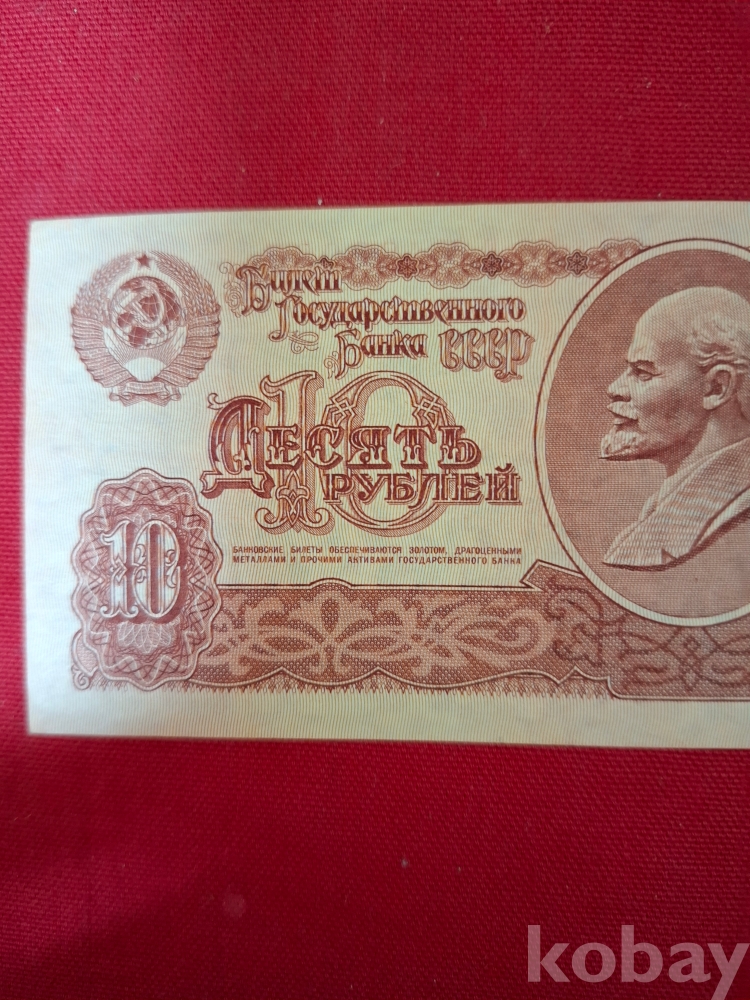 Билет
Государственного
Банка СССР
10
Десять
рублей
БАНКОВСКИЕ БИЛЕТЫ ОБЕСПЕЧИВАЮТСЯ ЗОЛОТОМ, ДРАГОЦЕННЫМИ
МЕТАЛЛАМИ И ПРОЧИМИ АКТИВАМИ ГОСУДАРСТВЕННОГО БАНКА
10
kobay